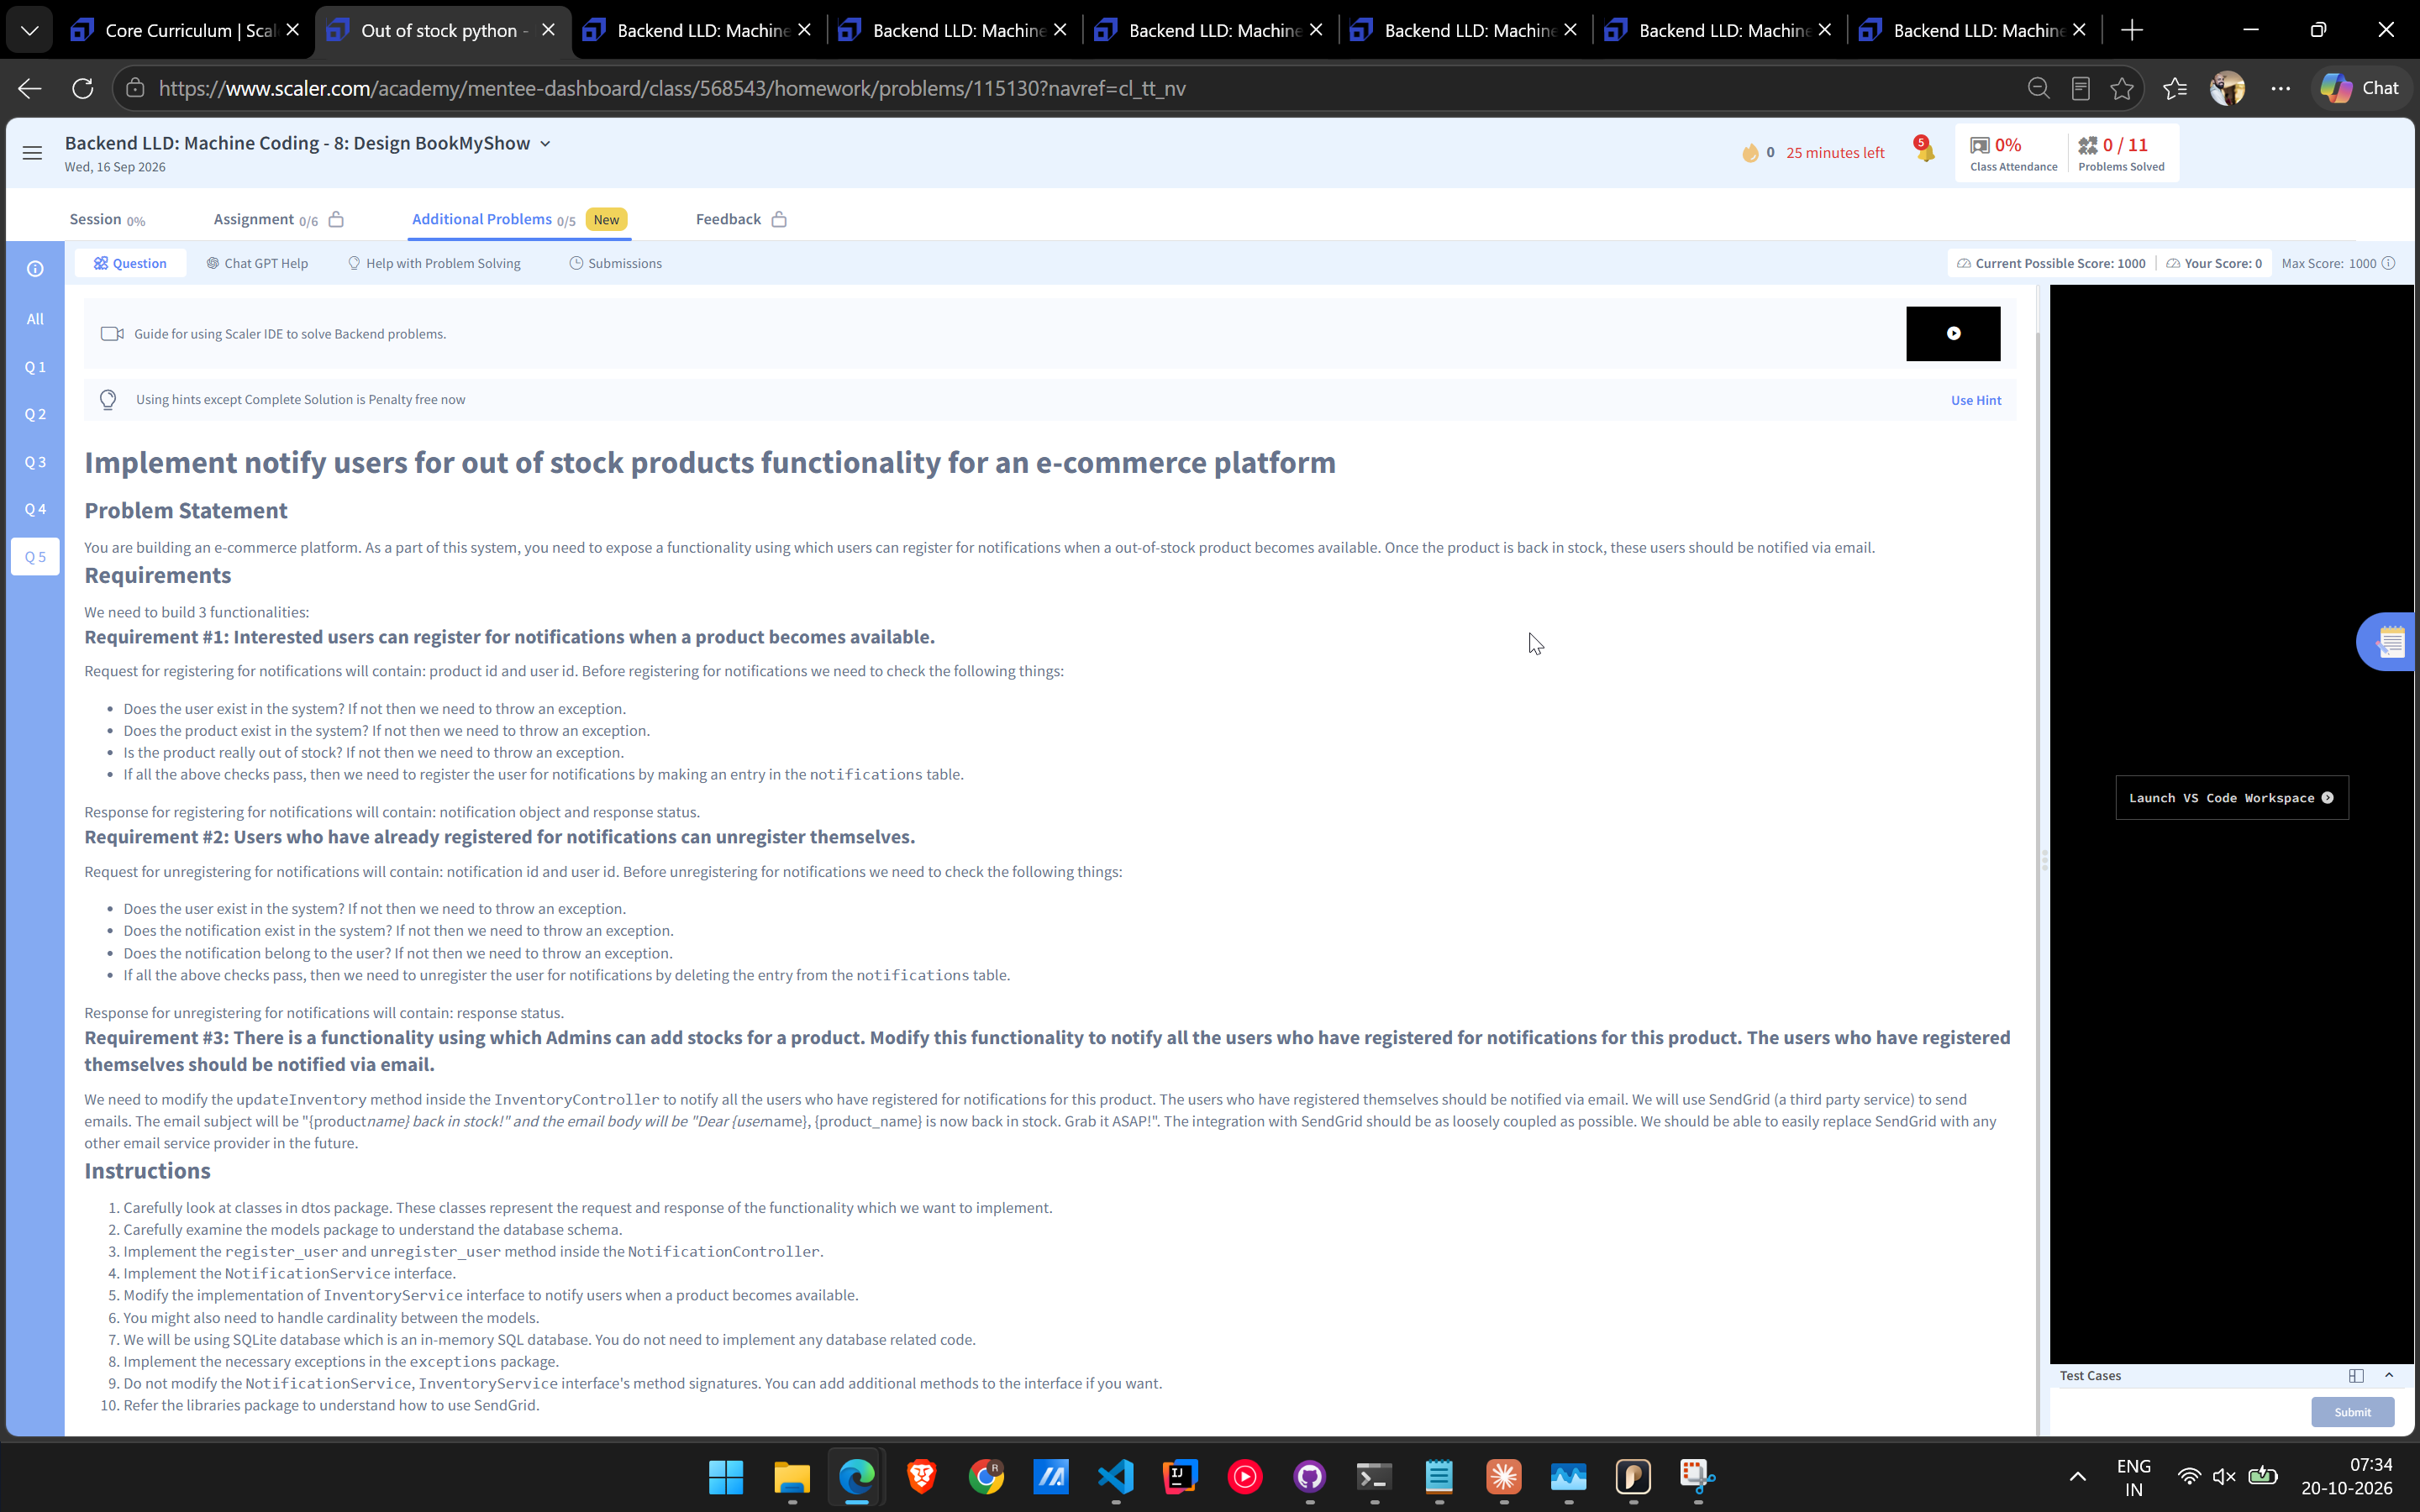 Core Curriculum | Scal
Out of stock python -
Backend LLD: Machine
Backend LLD: Machine
Backend LLD: Machine
Backend LLD: Machine
Backend LLD: Machine
Backend LLD: Machine
https://www.scaler.com/academy/mentee-dashboard/class/568543/homework/problems/115130?navref=cl_tt_nv
Chat
Backend LLD: Machine Coding - 8: Design BookMyShow
Wed, 16 Sep 2026
0 25 minutes left
5
0%
Class Attendance
0 / 11
Problems Solved
Session 0%
Assignment 0/6
Additional Problems 0/5 New
Feedback
Question
Chat GPT Help
Help with Problem Solving
Submissions
Current Possible Score: 1000
Your Score: 0
Max Score: 1000
All
Q 1
Q 2
Q 3
Q 4
Q 5
Guide for using Scaler IDE to solve Backend problems.
Using hints except Complete Solution is Penalty free now
Use Hint
Implement notify users for out of stock products functionality for an e-commerce platform
Problem Statement
You are building an e-commerce platform. As a part of this system, you need to expose a functionality using which users can register for notifications when a out-of-stock product becomes available. Once the product is back in stock, these users should be notified via email.
Requirements
We need to build 3 functionalities:
Requirement #1: Interested users can register for notifications when a product becomes available.
Request for registering for notifications will contain: product id and user id. Before registering for notifications we need to check the following things:
• Does the user exist in the system? If not then we need to throw an exception.
• Does the product exist in the system? If not then we need to throw an exception.
• Is the product really out of stock? If not then we need to throw an exception.
• If all the above checks pass, then we need to register the user for notifications by making an entry in the notifications table.
Response for registering for notifications will contain: notification object and response status.
Requirement #2: Users who have already registered for notifications can unregister themselves.
Request for unregistering for notifications will contain: notification id and user id. Before unregistering for notifications we need to check the following things:
• Does the user exist in the system? If not then we need to throw an exception.
• Does the notification exist in the system? If not then we need to throw an exception.
• Does the notification belong to the user? If not then we need to throw an exception.
• If all the above checks pass, then we need to unregister the user for notifications by deleting the entry from the notifications table.
Response for unregistering for notifications will contain: response status.
Requirement #3: There is a functionality using which Admins can add stocks for a product. Modify this functionality to notify all the users who have registered for notifications for this product. The users who have registered
themselves should be notified via email.
We need to modify the updateInventory method inside the InventoryController to notify all the users who have registered for notifications for this product. The users who have registered themselves should be notified via email. We will use SendGrid (a third party service) to send
emails. The email subject will be "{productname} back in stock!" and the email body will be "Dear {username}, {product_name} is now back in stock. Grab it ASAP!". The integration with SendGrid should be as loosely coupled as possible. We should be able to easily replace SendGrid with any
other email service provider in the future.
Instructions
1. Carefully look at classes in dtos package. These classes represent the request and response of the functionality which we want to implement.
2. Carefully examine the models package to understand the database schema.
3. Implement the register_user and unregister_user method inside the NotificationController.
4. Implement the NotificationService interface.
5. Modify the implementation of InventoryService interface to notify users when a product becomes available.
6. You might also need to handle cardinality between the models.
7. We will be using SQLite database which is an in-memory SQL database. You do not need to implement any database related code.
8. Implement the necessary exceptions in the exceptions package.
9. Do not modify the NotificationService, InventoryService interface's method signatures. You can add additional methods to the interface if you want.
10. Refer the libraries package to understand how to use SendGrid.
Launch VS Code Workspace
Test Cases
Submit
ENG
IN
07:34
20-10-2026